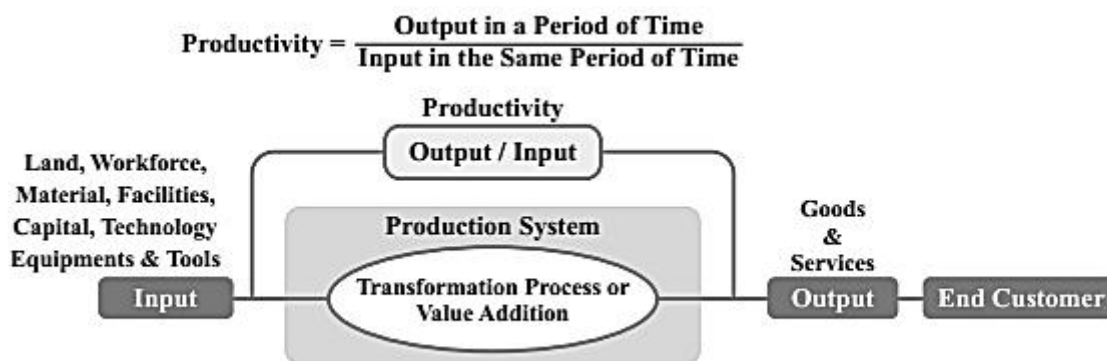 Productivity = Output in a Period of Time
Input in the Same Period of Time
Productivity
Output / Input
Land, Workforce,
Material, Facilities,
Capital, Technology
Equipments & Tools
Input
Production System
Transformation Process or
Value Addition
Goods
&
Services
Output
End Customer